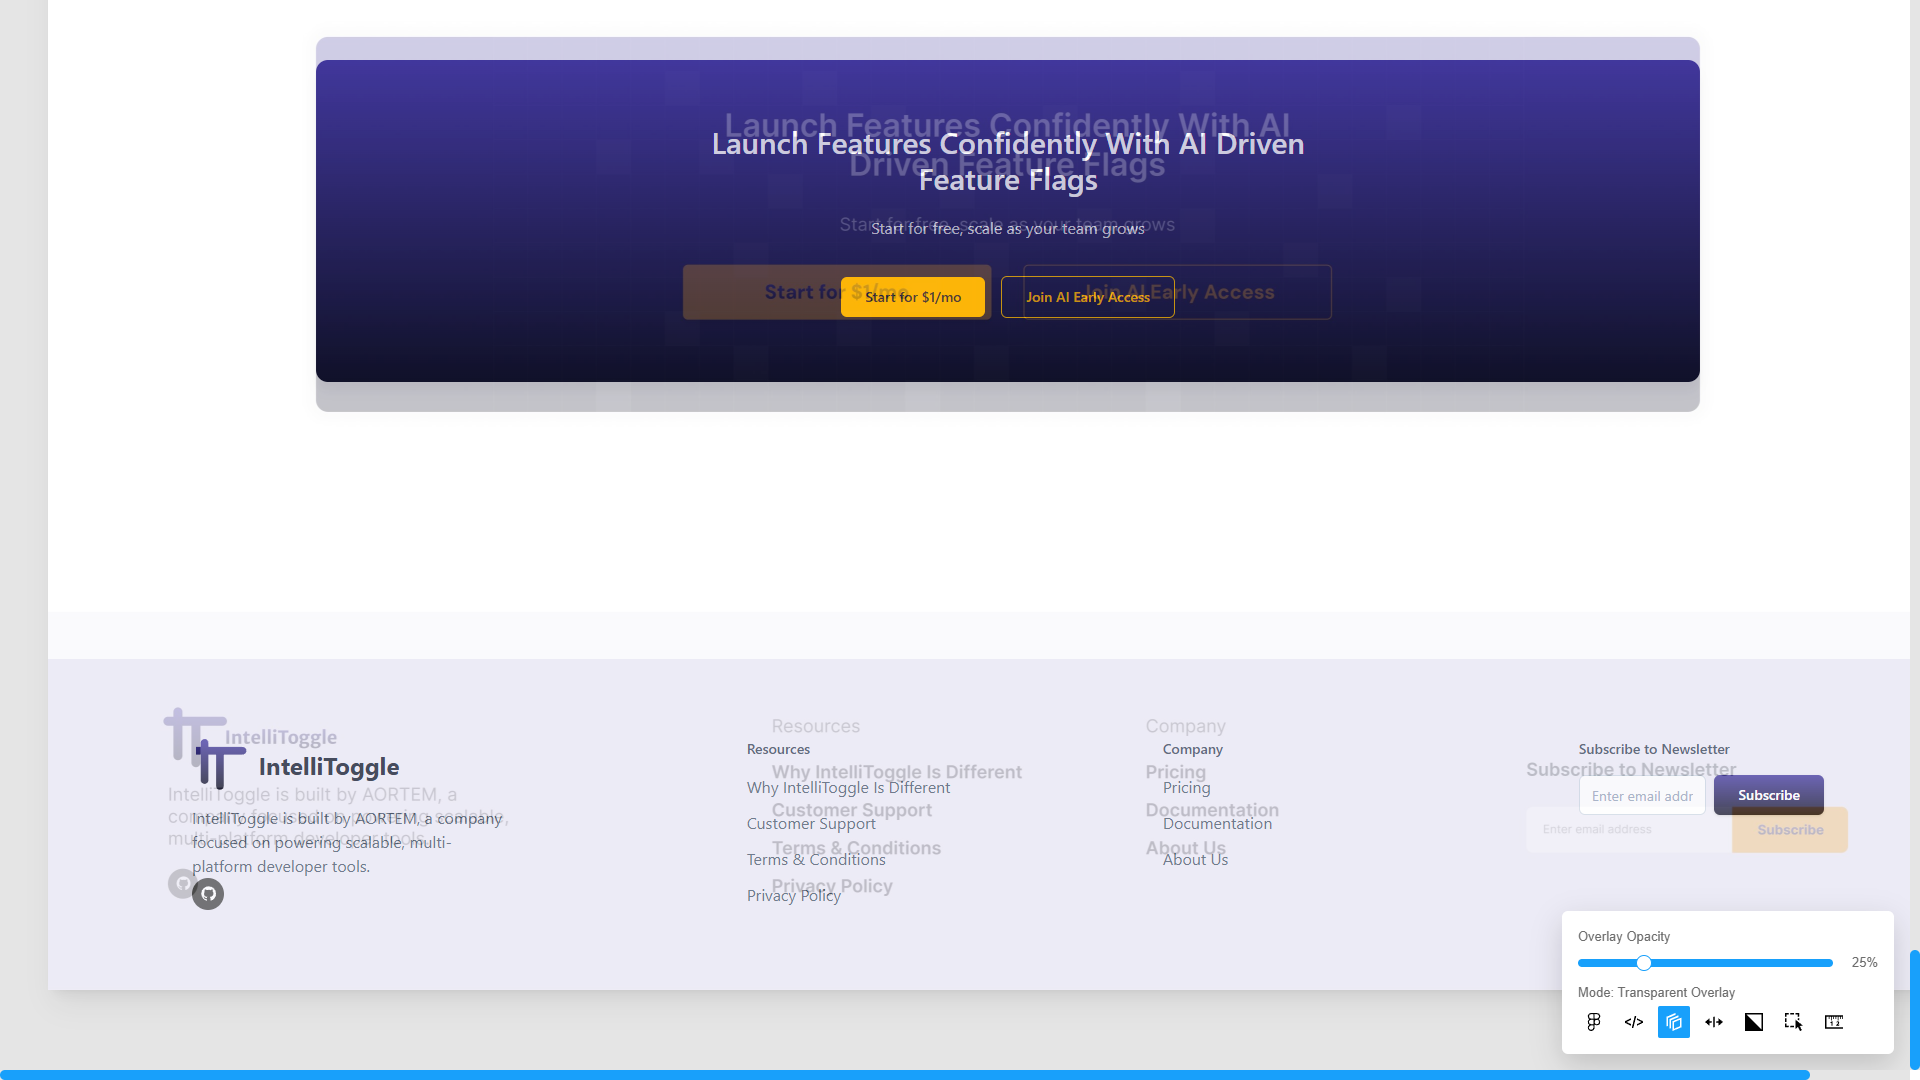 Launch Features Confidently With AI
Driven Feature Flags
Launch Features Confidently With AI Driven
Feature Flags
Start for free, scale as your team grows
Start for free, scale as your team grows
Start for $1/mo
Join AI Early Access
Start for $1/mo
Join AI Early Access
IntelliToggle
IntelliToggle is built by AORTEM, a
company focused on powering scalable,
multi-platform developer tools.
IntelliToggle
IntelliToggle is built by AORTEM, a company
focused on powering scalable, multi-
platform developer tools.
Resources
Why IntelliToggle Is Different
Customer Support
Terms & Conditions
Privacy Policy
Resources
Why IntelliToggle Is Different
Customer Support
Terms & Conditions
Privacy Policy
Company
Pricing
Documentation
About Us
Company
Pricing
Documentation
About Us
Subscribe to Newsletter
Enter email addr
Subscribe
Subscribe to Newsletter
Enter email address
Subscribe
Overlay Opacity
25%
Mode: Transparent Overlay